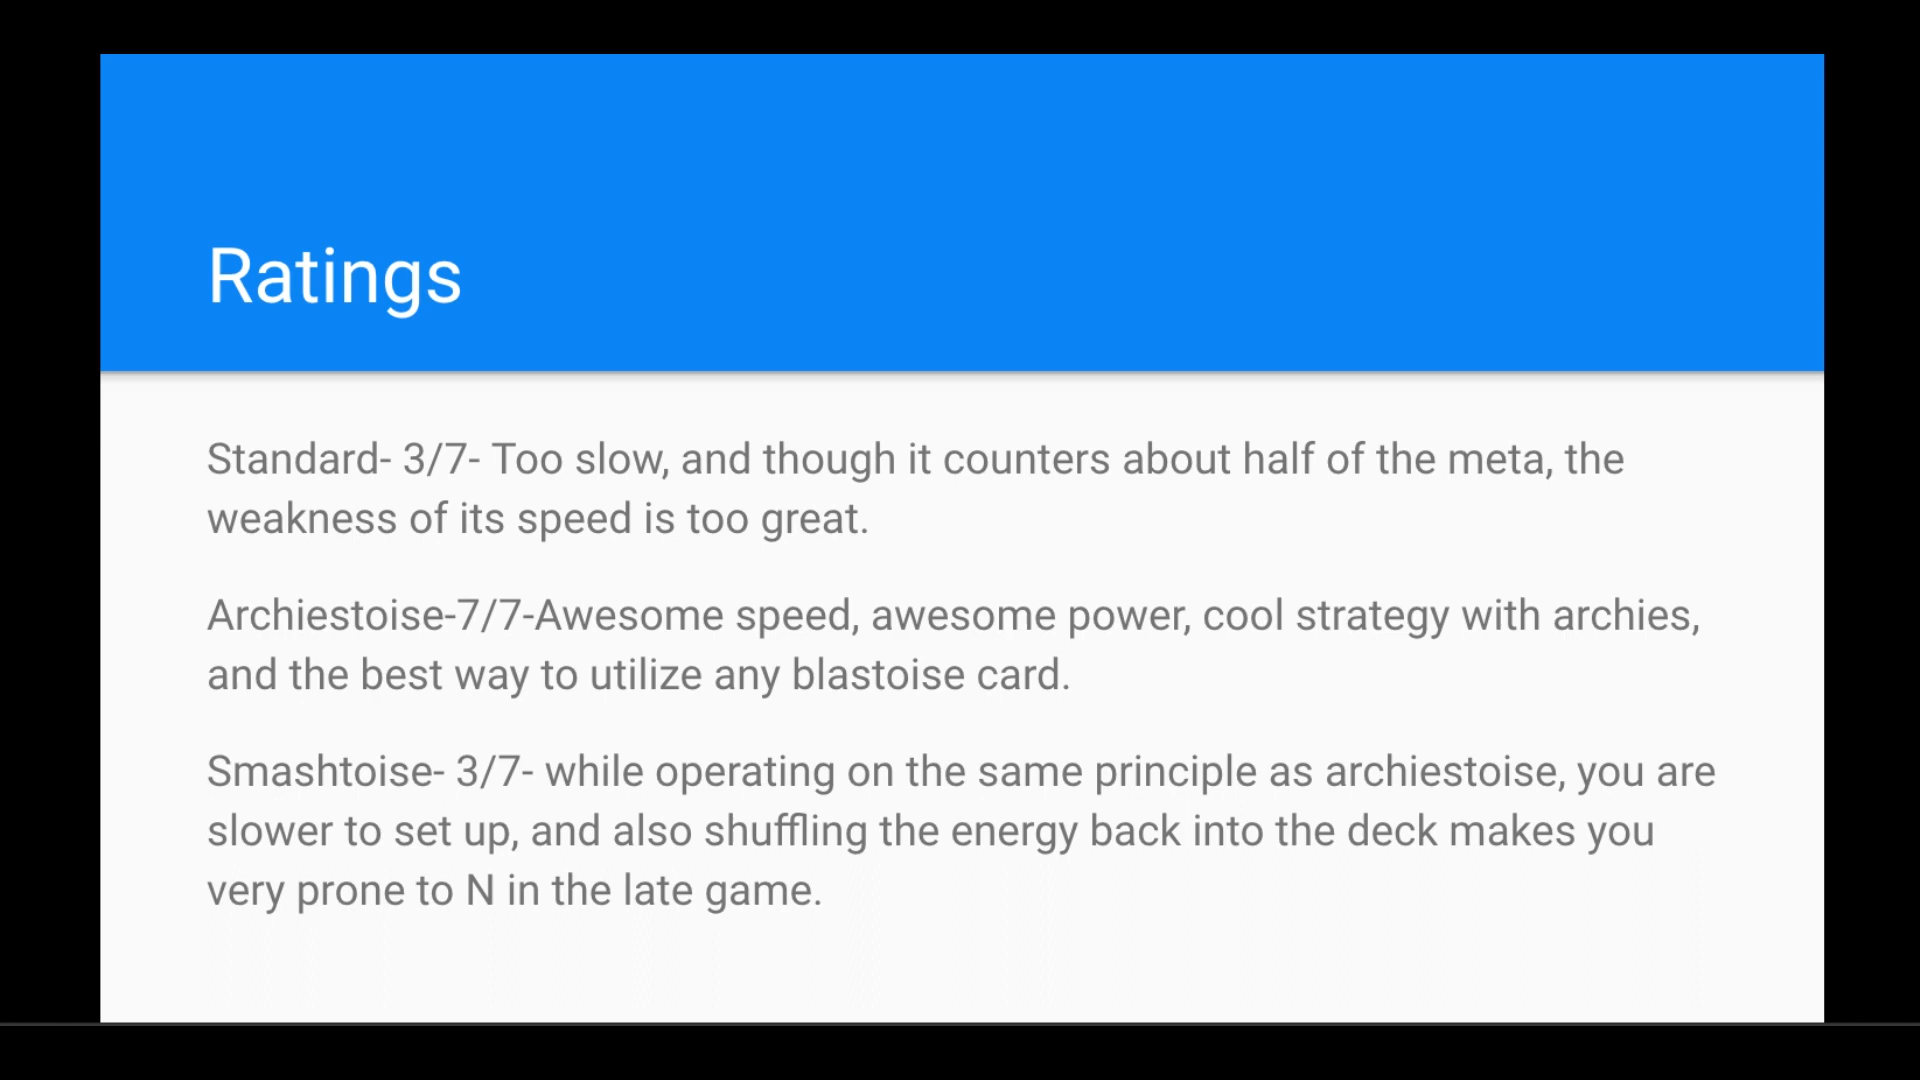 Ratings
Standard- 3/7- Too slow, and though it counters about half of the meta, the
weakness of its speed is too great.
Archiestoise-7/7-Awesome speed, awesome power, cool strategy with archies,
and the best way to utilize any blastoise card.
Smashtoise- 3/7- while operating on the same principle as archiestoise, you are
slower to set up, and also shuffling the energy back into the deck makes you
very prone to N in the late game.